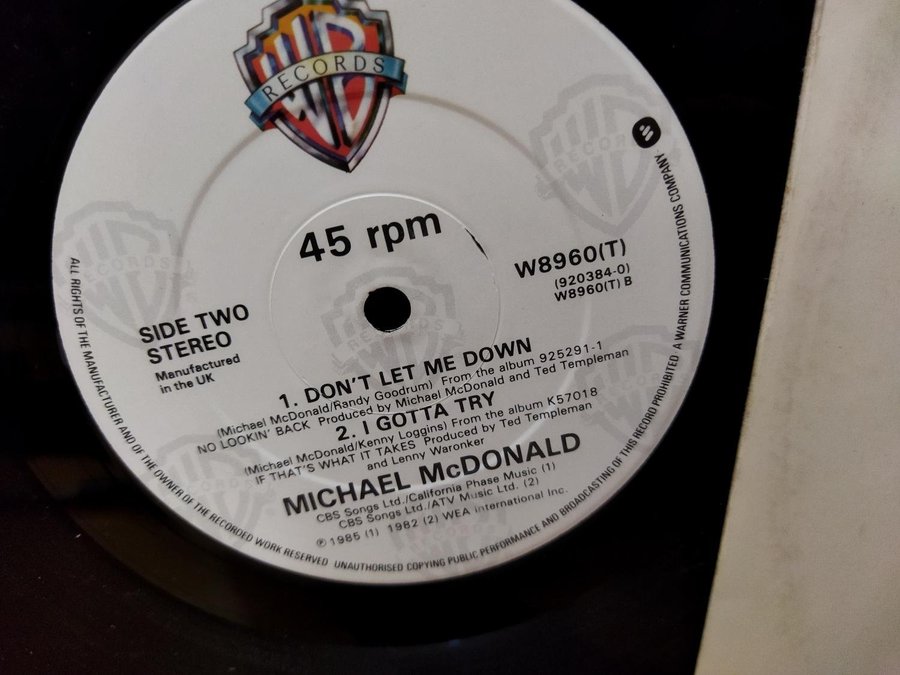 WB
RECORDS
45 rpm
W8960(T)
(920384-0)
W8960(T) B
SIDE TWO
STEREO
Manufactured
in the UK
1. DON'T LET ME DOWN
(Michael McDonald/Randy Goodrum) From the album 925291-1
NO LOOKIN' BACK Produced by Michael McDonald and Ted Templeman
2. I GOTTA TRY
(Michael McDonald/Kenny Loggins) From the album K57018
IF THAT'S WHAT IT TAKES Produced by Ted Templeman
and Lenny Waronker
MICHAEL McDONALD
CBS Songs Ltd./California Phase Music (1)
CBS Songs Ltd./ATV Music Ltd. (2)
℗ 1985 (1) 1982 (2) WEA International Inc.
ALL RIGHTS OF THE MANUFACTURER AND OF THE OWNER OF THE RECORDED WORK RESERVED UNAUTHORISED COPYING PUBLIC PERFORMANCE AND BROADCASTING OF THIS RECORD PROHIBITED A WARNER COMMUNICATIONS COMPANY